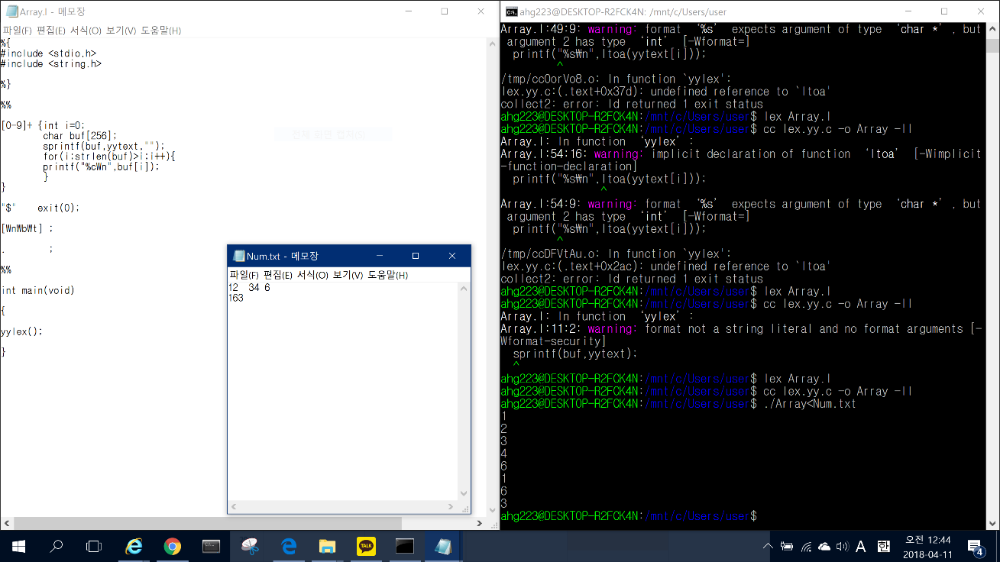 Array.l - 메모장
파일(F) 편집(E) 서식(O) 보기(V) 도움말(H)
%{
#include <stdio.h>
#include <string.h>
%}
%%
[0-9]+ {int i=0;
char buf[256];
sprintf(buf,yytext,"");
for(i;strlen(buf)>i;i++){
printf("%c₩n",buf[i]);
}
}
"$" exit(0);
[₩n₩b₩t] ;
. ;
%%
int main(void)
{
yylex();
}
Num.txt - 메모장
파일(F) 편집(E) 서식(O) 보기(V) 도움말(H)
12 34 6
163
ahg223@DESKTOP-R2FCK4N: /mnt/c/Users/user
Array.l:49:9: warning: format ‘%s’ expects argument of type ‘char *’, but
argument 2 has type ‘int’ [-Wformat=]
printf("%s₩n",ltoa(yytext[i]));
^
/tmp/ccOorVo8.o: In function `yylex':
lex.yy.c:(.text+0x37d): undefined reference to `ltoa'
collect2: error: ld returned 1 exit status
ahg223@DESKTOP-R2FCK4N:/mnt/c/Users/user$ lex Array.l
ahg223@DESKTOP-R2FCK4N:/mnt/c/Users/user$ cc lex.yy.c -o Array -ll
Array.l: In function ‘yylex’:
Array.l:54:16: warning: implicit declaration of function ‘ltoa’ [-Wimplicit
-function-declaration]
printf("%s₩n",ltoa(yytext[i]));
^
Array.l:54:9: warning: format ‘%s’ expects argument of type ‘char *’, but
argument 2 has type ‘int’ [-Wformat=]
printf("%s₩n",ltoa(yytext[i]));
^
/tmp/ccDFVtAu.o: In function `yylex':
lex.yy.c:(.text+0x2ac): undefined reference to `ltoa'
collect2: error: ld returned 1 exit status
ahg223@DESKTOP-R2FCK4N:/mnt/c/Users/user$ lex Array.l
ahg223@DESKTOP-R2FCK4N:/mnt/c/Users/user$ cc lex.yy.c -o Array -ll
Array.l: In function ‘yylex’:
Array.l:11:2: warning: format not a string literal and no format arguments [-
Wformat-security]
sprintf(buf,yytext);
^
ahg223@DESKTOP-R2FCK4N:/mnt/c/Users/user$ lex Array.l
ahg223@DESKTOP-R2FCK4N:/mnt/c/Users/user$ cc lex.yy.c -o Array -ll
ahg223@DESKTOP-R2FCK4N:/mnt/c/Users/user$ ./Array<Num.txt
1
2
3
4
6
1
6
3
ahg223@DESKTOP-R2FCK4N:/mnt/c/Users/user$
TALK
A 한 오전 12:44
2018-04-11
4